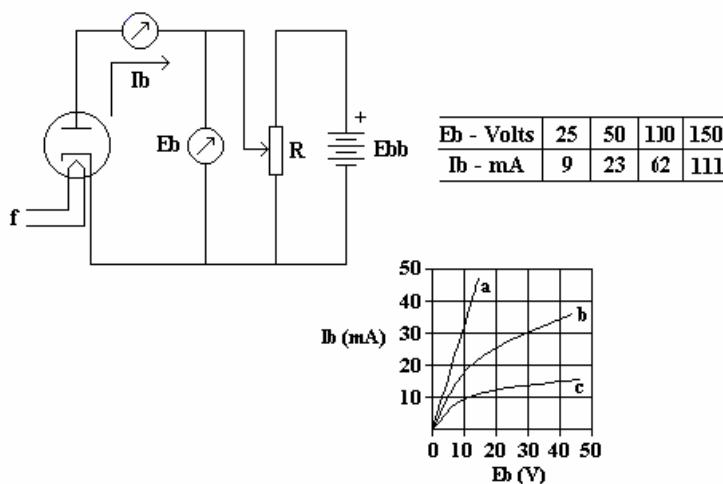 Ib
Eb
R
+
Ebb
f
Eb - Volts 25 50 100 150
Ib - mA 9 23 62 111
50
40
30
20
10
Ib (mA)
a
b
c
0 10 20 30 40 50
Eb (V)